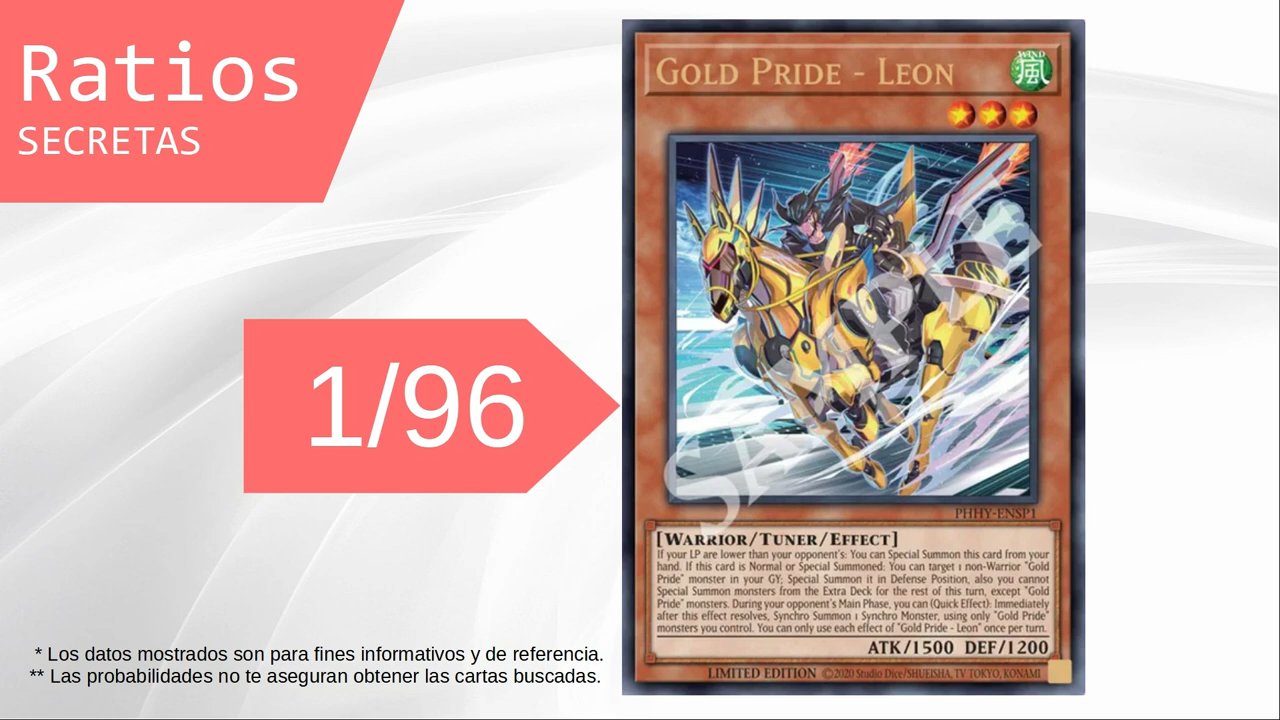 Ratios
SECRETAS
1/96
* Los datos mostrados son para fines informativos y de referencia.
** Las probabilidades no te aseguran obtener las cartas buscadas.
GOLD PRIDE - LEON
WIND
風
SAMPLE
PHHY-ENSP1
[WARRIOR/TUNER/EFFECT]
If your LP are lower than your opponent's: You can Special Summon this card from your
hand. If this card is Normal or Special Summoned: You can target 1 non-Warrior "Gold
Pride" monster in your GY; Special Summon it in Defense Position, also you cannot
Special Summon monsters from the Extra Deck for the rest of this turn, except "Gold
Pride" monsters. During your opponent's Main Phase, you can (Quick Effect): Immediately
after this effect resolves, Synchro Summon 1 Synchro Monster, using only "Gold Pride"
monsters you control. You can only use each effect of "Gold Pride - Leon" once per turn.
ATK/1500 DEF/1200
LIMITED EDITION ©2020 Studio Dice/SHUEISHA, TV TOKYO, KONAMI